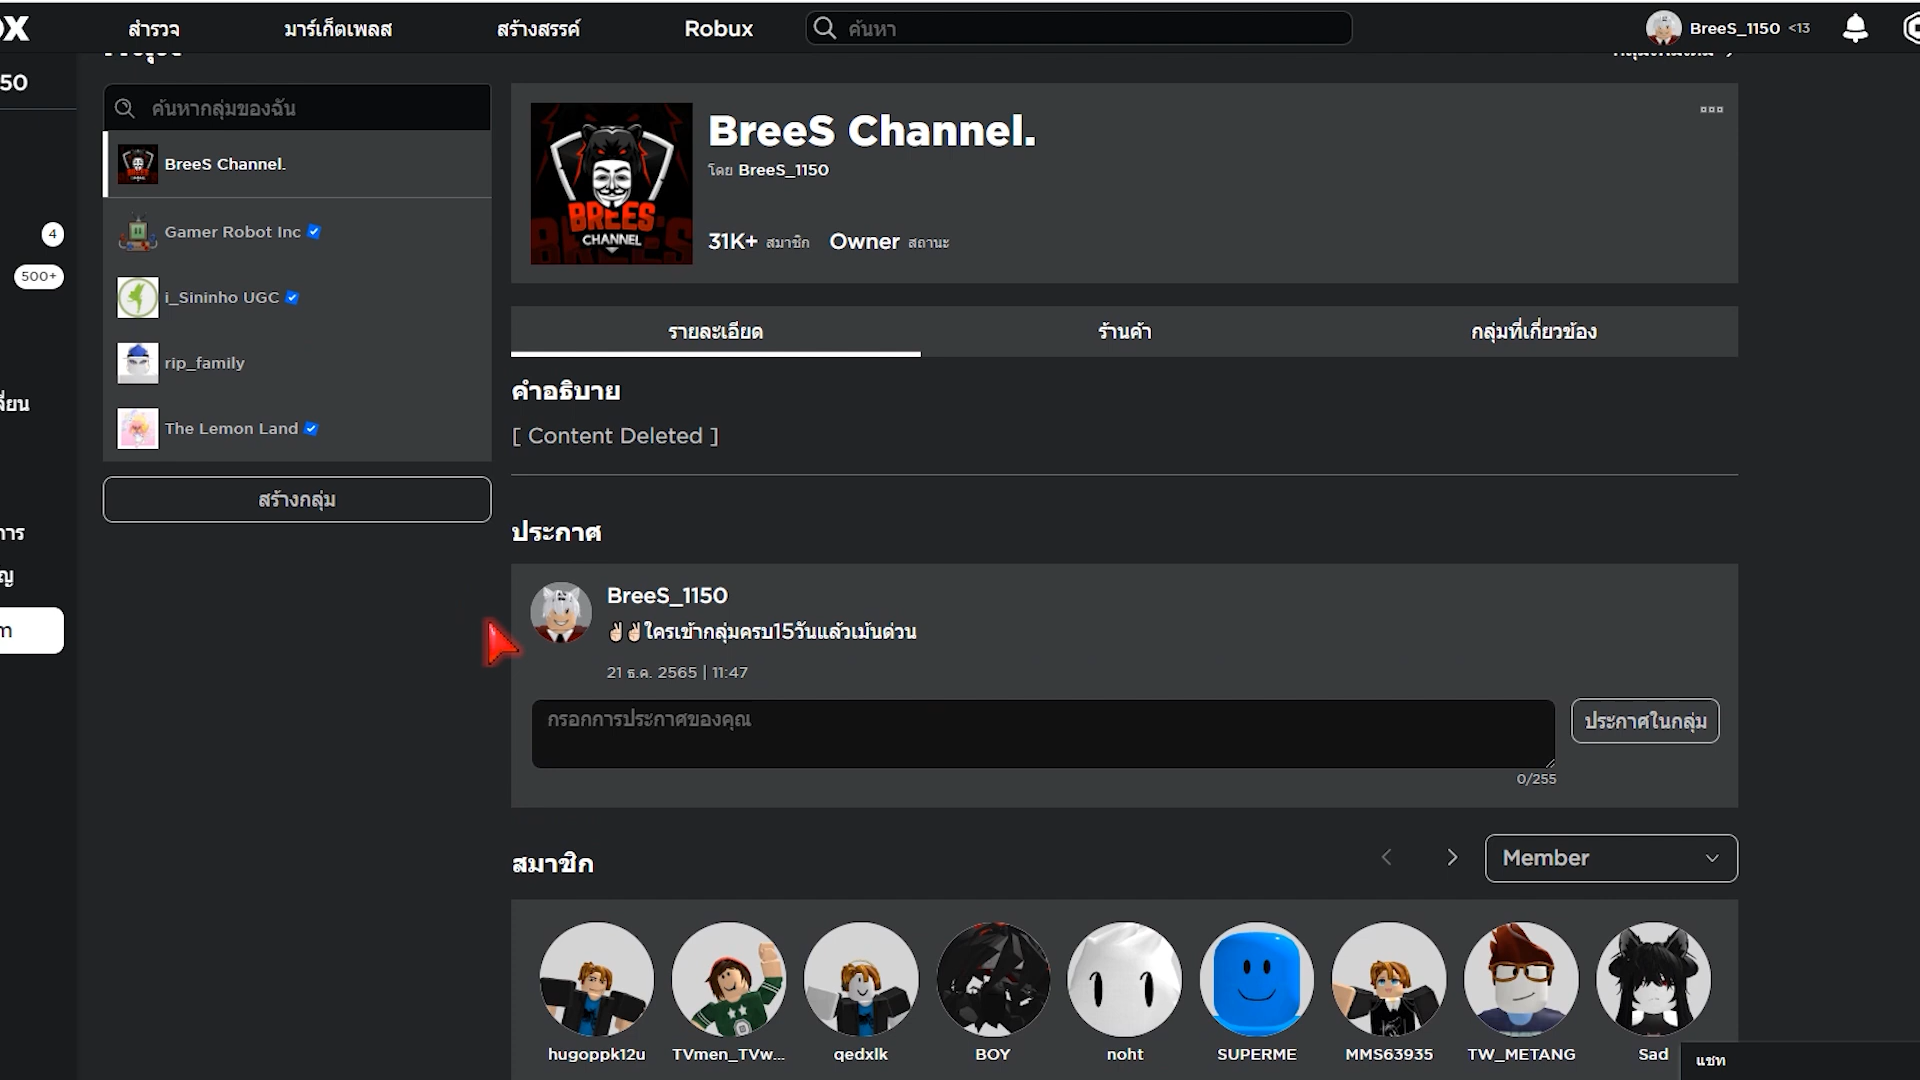 OX
สำรวจ
มาร์เก็ตเพลส
สร้างสรรค์
Robux
ค้นหา
BreeS_1150 <13
50
4
500+
ลี่ยน
การ
ญ
m
ค้นหากลุ่มของฉัน
BreeS Channel.
Gamer Robot Inc
i_Sininho UGC
rip_family
The Lemon Land
สร้างกลุ่ม
BREES
CHANNEL
BreeS Channel.
โดย BreeS_1150
31K+ สมาชิก Owner สถานะ
รายละเอียด
ร้านค้า
กลุ่มที่เกี่ยวข้อง
คำอธิบาย
[ Content Deleted ]
ประกาศ
BreeS_1150
✌🏻✌🏻ใครเข้ากลุ่มครบ15วันแล้วเม้นด่วน
21 ธ.ค. 2565 | 11:47
กรอกการประกาศของคุณ
ประกาศในกลุ่ม
0/255
สมาชิก
Member
hugoppk12u
TVmen_TVw...
qedxlk
BOY
noht
SUPERME
MMS63935
TW_METANG
Sad
แชท